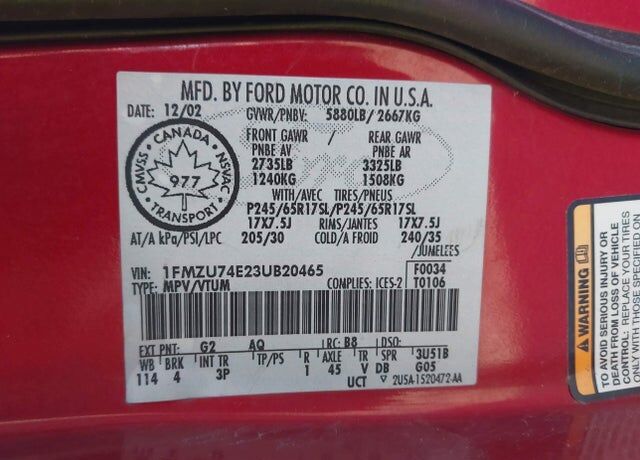 MFD. BY FORD MOTOR CO. IN U.S.A.
DATE: 12/02 GVWR/PNBV: 5880LB/ 2667KG
FRONT GAWR / REAR GAWR
PNBE AV PNBE AR
2735LB 3325LB
1240KG 1508KG
WITH/AVEC TIRES/PNEUS
P245/65R17SL/P245/65R17SL
17X7.5J RIMS/JANTES 17X7.5J
AT/A kPa/PSI/LPC 205/30 COLD/A FROID 240/35
/JUMELEES
CMVSS CANADA NSVAC
977
TRANSPORT
VIN: 1FMZU74E23UB20465 F0034
TYPE: MPV/VTUM COMPLIES: ICES-2 T0106
EXT PNT: G2 AQ RC: B8 DSO:
WB BRK INT TR TP/PS R AXLE TR SPR 3U51B
114 4 3P 1 45 V DB G05
UCT ▽ 2U5A-1520472-AA
WARNING
TO AVOID SERIOUS INJURY OR
DEATH FROM LOSS OF VEHICLE
CONTROL: REPLACE YOUR TIRES